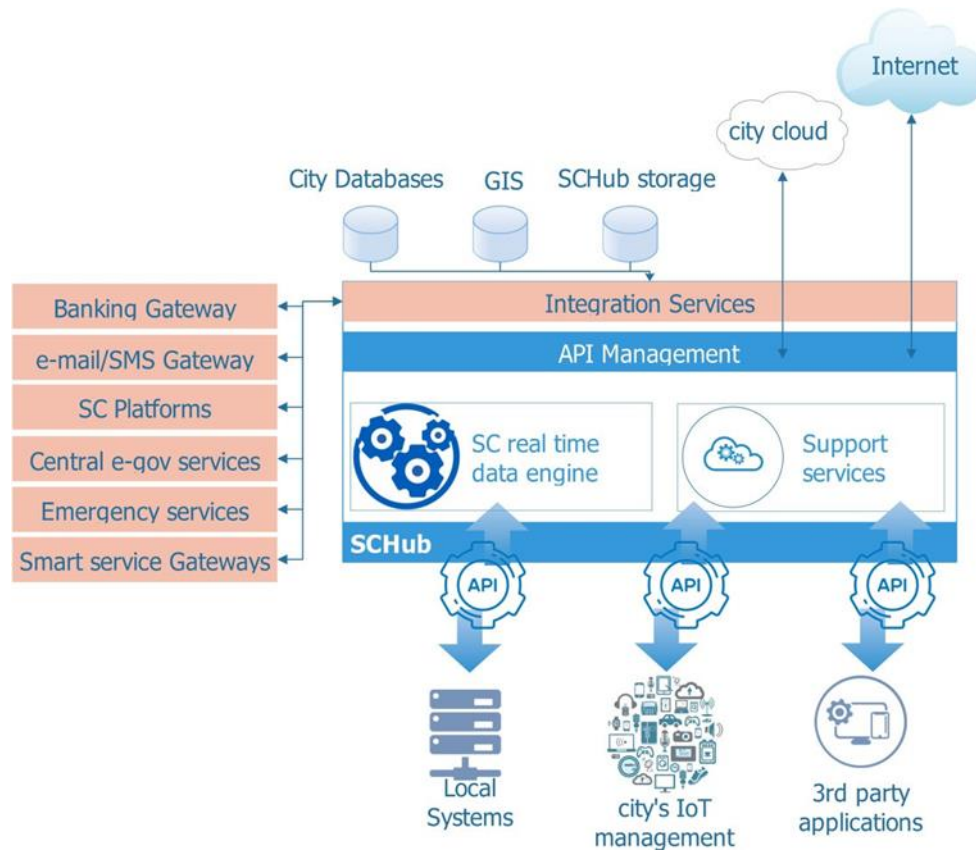 Internet
city cloud
City Databases
GIS
SCHub storage
Banking Gateway
e-mail/SMS Gateway
SC Platforms
Central e-gov services
Emergency services
Smart service Gateways
Integration Services
API Management
SC real time
data engine
Support
services
SCHub
API
API
API
Local
Systems
city's IoT
management
3rd party
applications